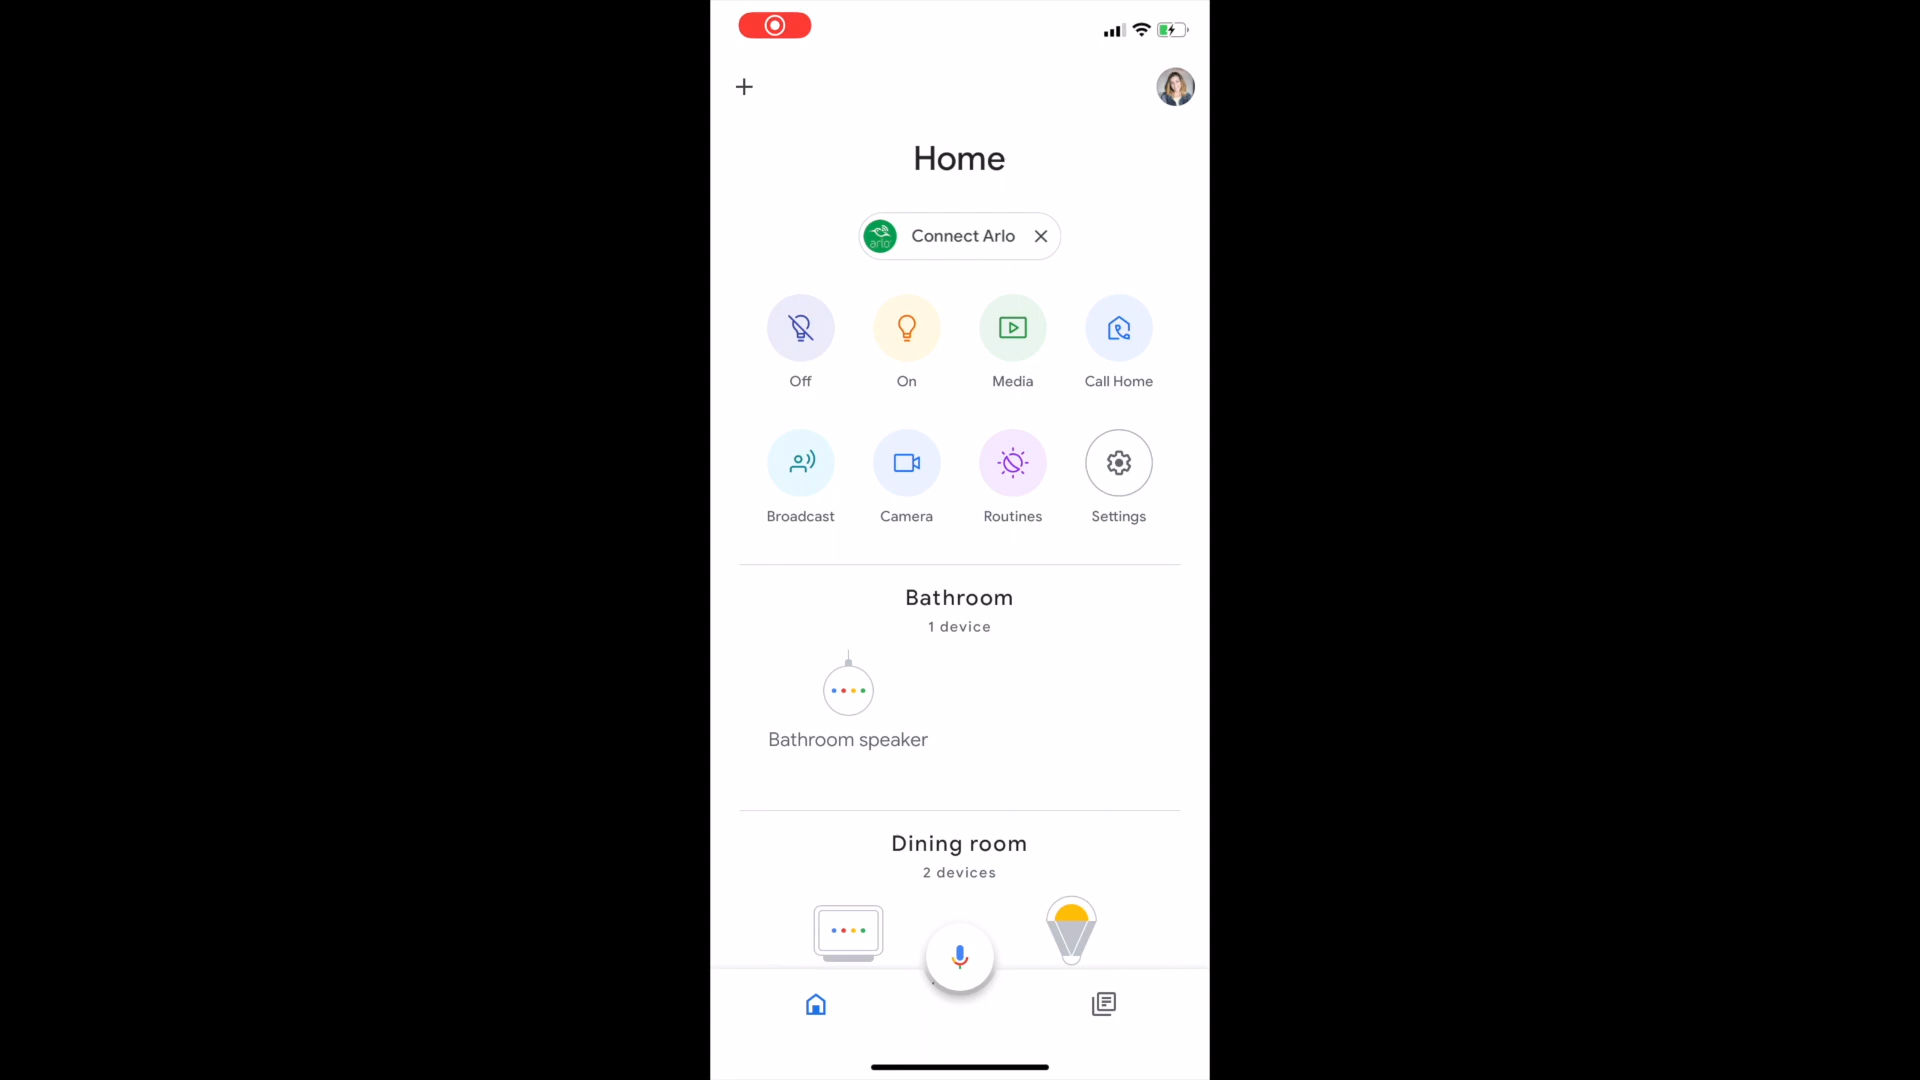 Home
arlo
Connect Arlo
Off
On
Media
Call Home
Broadcast
Camera
Routines
Settings
Bathroom
1 device
Bathroom speaker
Dining room
2 devices